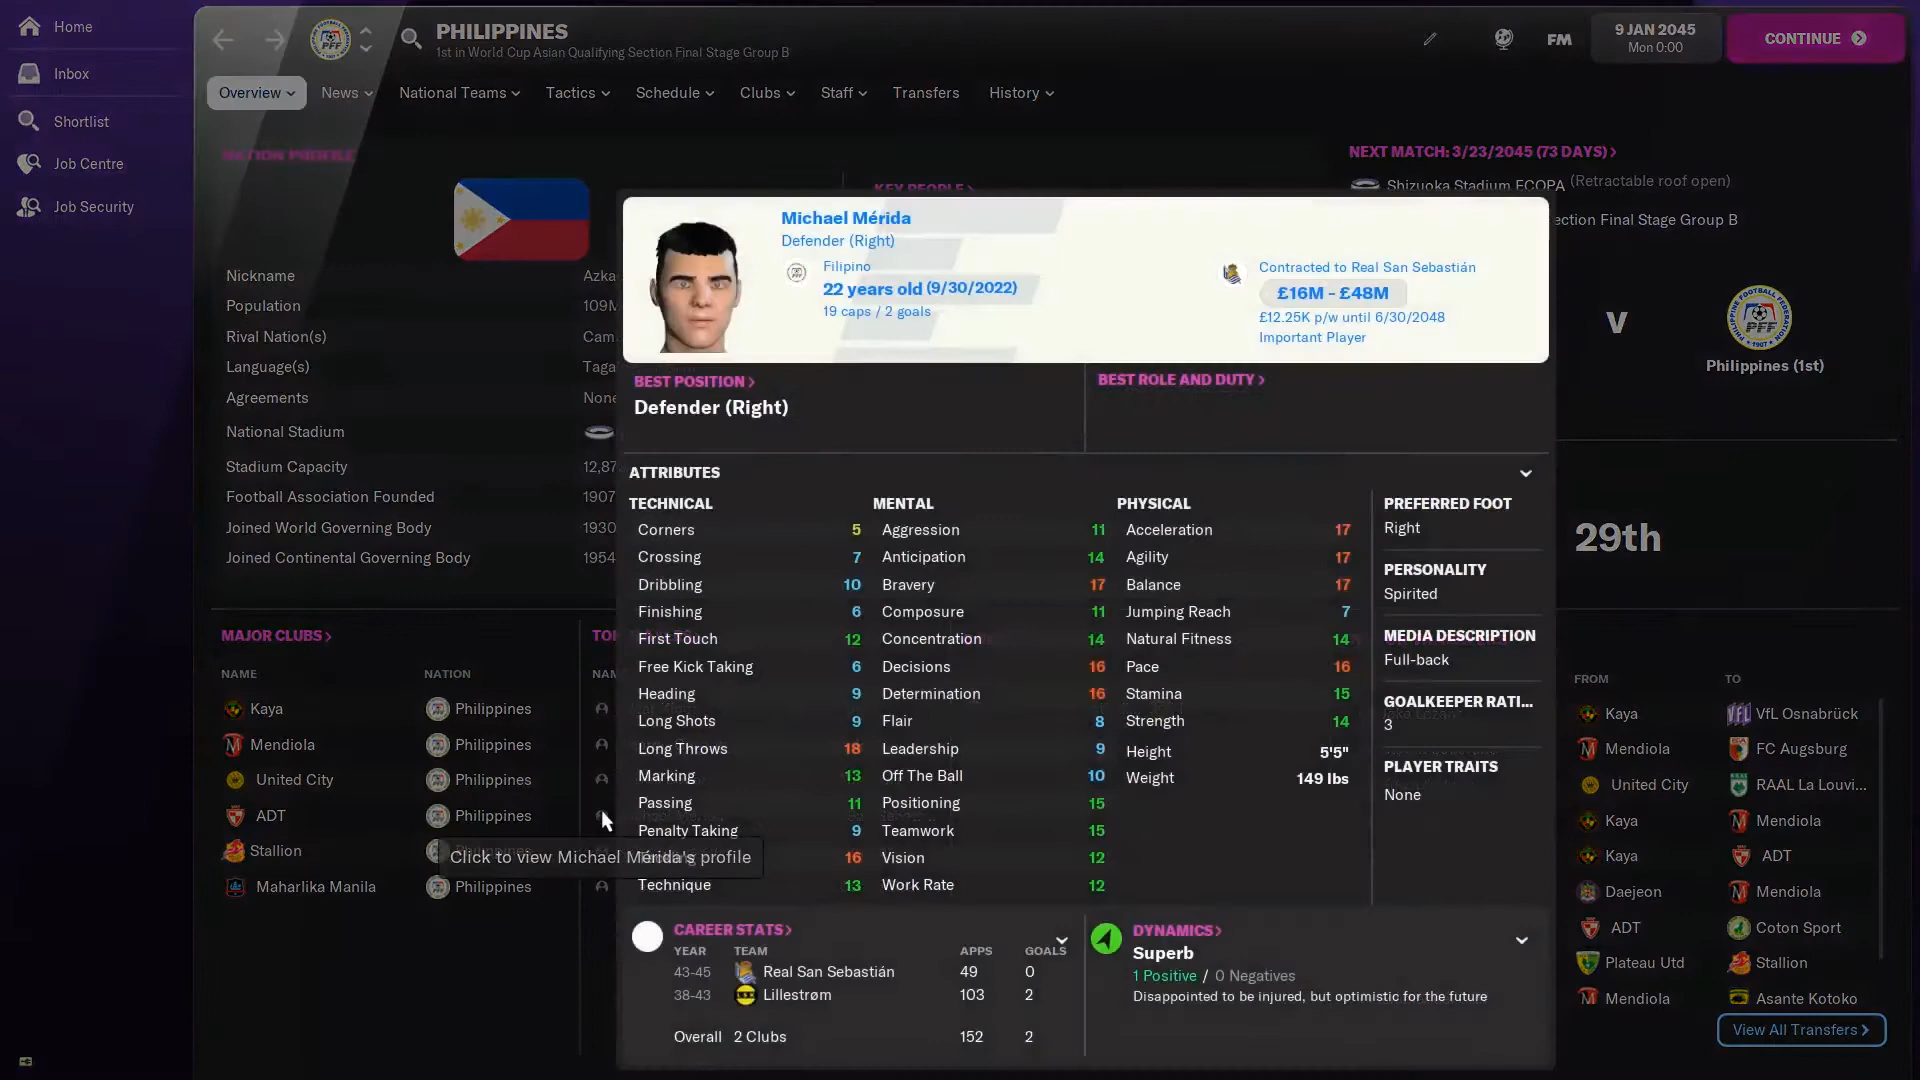 Home
Inbox
Shortlist
Job Centre
Job Security
PHILIPPINES
1st in World Cup Asian Qualifying Section Final Stage Group B
FM
9 JAN 2045
Mon 0:00
CONTINUE
Overview
News
National Teams
Tactics
Schedule
Clubs
Staff
Transfers
History
NATION PROFILE
KEY PEOPLE
NEXT MATCH: 3/23/2045 (73 DAYS)
Shizuoka Stadium ECOPA (Retractable roof open)
ection Final Stage Group B
Nickname Azka
Population 109M
Rival Nation(s) Cam
Language(s) Taga
Agreements None
National Stadium
Stadium Capacity 12,87
Football Association Founded 1907
Joined World Governing Body 1930
Joined Continental Governing Body 1954
V
Philippines (1st)
29th
Michael Mérida
Defender (Right)
Filipino
22 years old (9/30/2022)
19 caps / 2 goals
Contracted to Real San Sebastián
£16M - £48M
£12.25K p/w until 6/30/2048
Important Player
BEST POSITION
Defender (Right)
BEST ROLE AND DUTY
ATTRIBUTES
TECHNICAL
Corners 5
Crossing 7
Dribbling 10
Finishing 6
First Touch 12
Free Kick Taking 6
Heading 9
Long Shots 9
Long Throws 18
Marking 13
Passing 11
Penalty Taking 9
16
Technique 13
MENTAL
Aggression 11
Anticipation 14
Bravery 17
Composure 11
Concentration 14
Decisions 16
Determination 16
Flair 8
Leadership 9
Off The Ball 10
Positioning 15
Teamwork 15
Vision 12
Work Rate 12
PHYSICAL
Acceleration 17
Agility 17
Balance 17
Jumping Reach 7
Natural Fitness 14
Pace 16
Stamina 15
Strength 14
Height 5'5"
Weight 149 lbs
PREFERRED FOOT
Right
PERSONALITY
Spirited
MEDIA DESCRIPTION
Full-back
GOALKEEPER RATI...
3
PLAYER TRAITS
None
Click to view Michael Mérida's profile
CAREER STATS
YEAR TEAM APPS GOALS
43-45 Real San Sebastián 49 0
38-43 Lillestrøm 103 2
Overall 2 Clubs 152 2
DYNAMICS
Superb
1 Positive / 0 Negatives
Disappointed to be injured, but optimistic for the future
MAJOR CLUBS
NAME NATION
Kaya Philippines
Mendiola Philippines
United City Philippines
ADT Philippines
Stallion
Maharlika Manila Philippines
TO
NAM
FROM TO
Kaya VfL Osnabrück
Mendiola FC Augsburg
United City RAAL La Louvi...
Kaya Mendiola
Kaya ADT
Daejeon Mendiola
ADT Coton Sport
Plateau Utd Stallion
Mendiola Asante Kotoko
View All Transfers